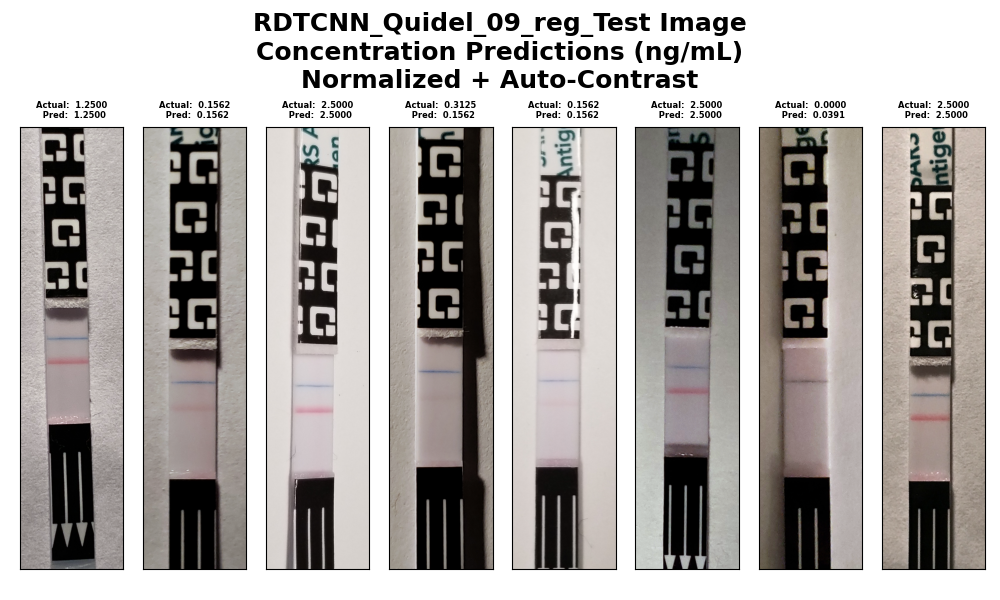 RDTCNN_Quidel_09_reg_Test Image
Concentration Predictions (ng/mL)
Normalized + Auto-Contrast
Actual: 1.2500
Pred: 1.2500
Actual: 0.1562
Pred: 0.1562
Actual: 2.5000
Pred: 2.5000
Actual: 0.3125
Pred: 0.1562
Actual: 0.1562
Pred: 0.1562
Actual: 2.5000
Pred: 2.5000
Actual: 0.0000
Pred: 0.0391
Actual: 2.5000
Pred: 2.5000
SARS
ntigen